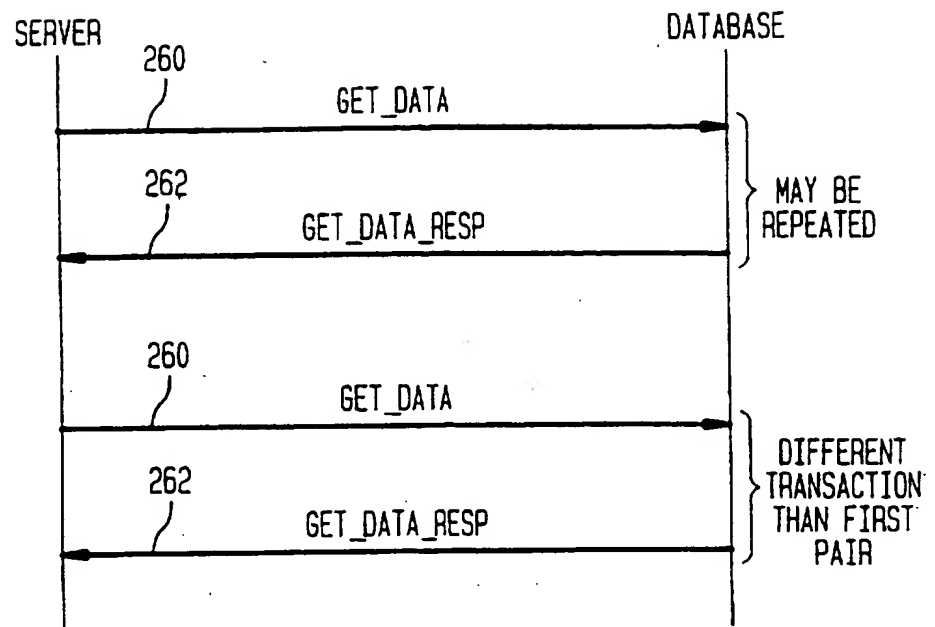 SERVER
DATABASE
260
GET_DATA
262
GET_DATA_RESP
MAY BE
REPEATED
260
GET_DATA
262
GET_DATA_RESP
DIFFERENT
TRANSACTION
THAN FIRST
PAIR